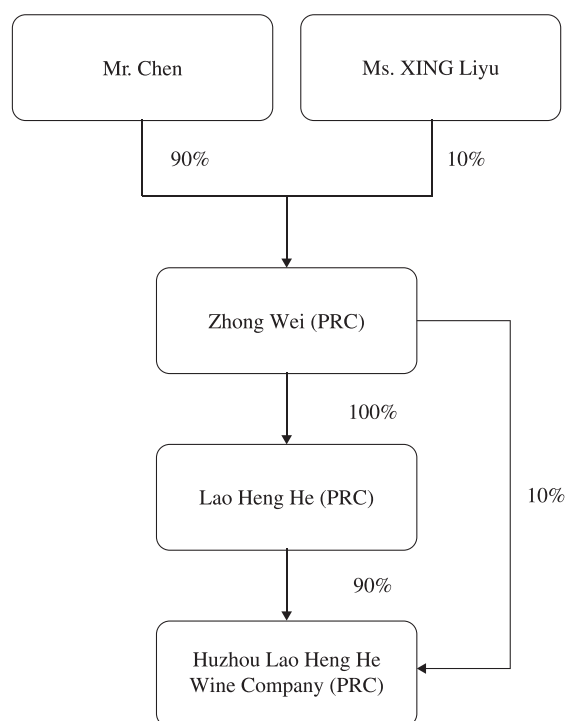 Mr. Chen
Ms. XING Liyu
90%
10%
Zhong Wei (PRC)
100%
Lao Heng He (PRC)
10%
90%
Huzhou Lao Heng He
Wine Company (PRC)